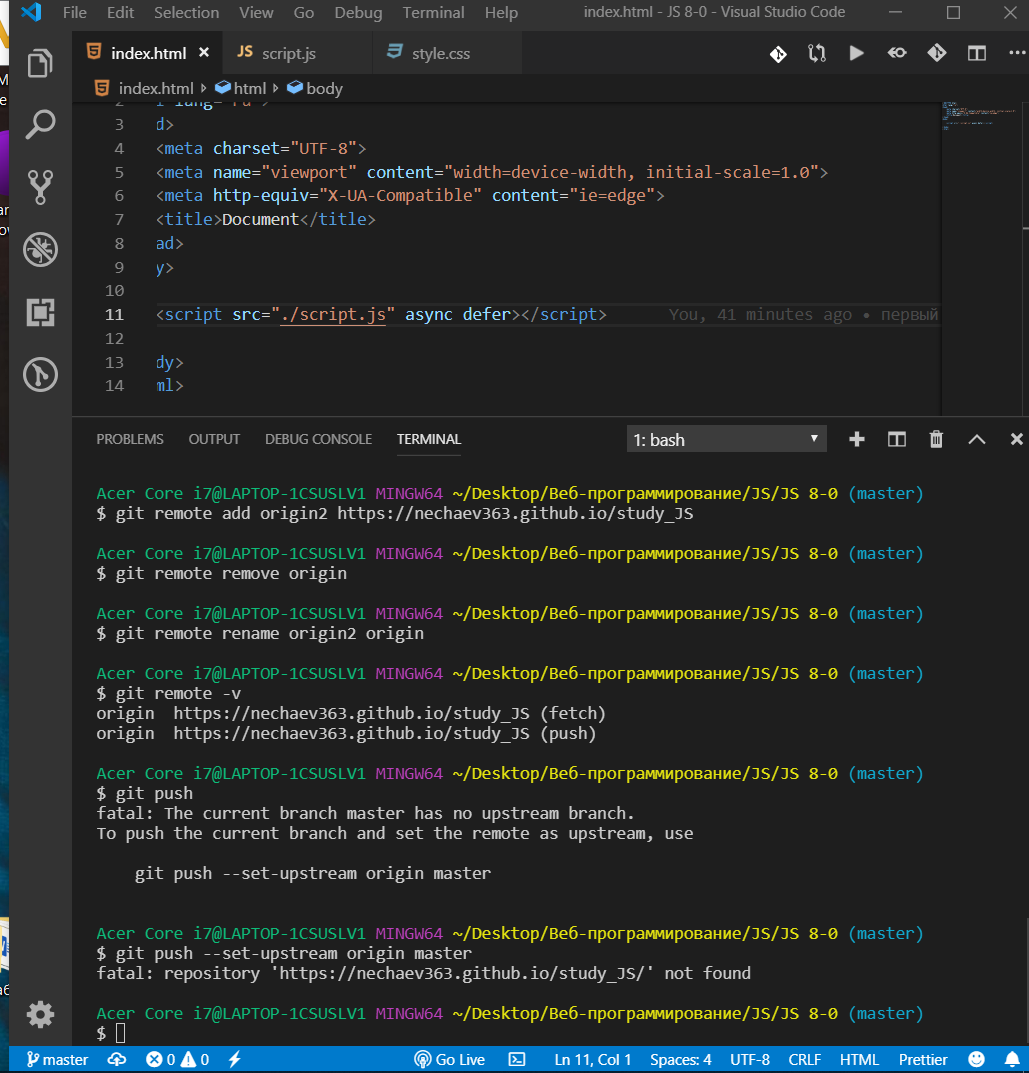 File Edit Selection View Go Debug Terminal Help index.html - JS 8-0 - Visual Studio Code
index.html JS script.js style.css
index.html html body
3 d>
4 <meta charset="UTF-8">
5 <meta name="viewport" content="width=device-width, initial-scale=1.0">
6 <meta http-equiv="X-UA-Compatible" content="ie=edge">
7 <title>Document</title>
8 ad>
9 y>
10
11 <script src="./script.js" async defer></script> You, 41 minutes ago • первый
12
13 dy>
14 ml>
PROBLEMS OUTPUT DEBUG CONSOLE TERMINAL 1: bash
Acer Core i7@LAPTOP-1CSUSLV1 MINGW64 ~/Desktop/Веб-программирование/JS/JS 8-0 (master)
$ git remote add origin2 https://nechaev363.github.io/study_JS
Acer Core i7@LAPTOP-1CSUSLV1 MINGW64 ~/Desktop/Веб-программирование/JS/JS 8-0 (master)
$ git remote remove origin
Acer Core i7@LAPTOP-1CSUSLV1 MINGW64 ~/Desktop/Веб-программирование/JS/JS 8-0 (master)
$ git remote rename origin2 origin
Acer Core i7@LAPTOP-1CSUSLV1 MINGW64 ~/Desktop/Веб-программирование/JS/JS 8-0 (master)
$ git remote -v
origin https://nechaev363.github.io/study_JS (fetch)
origin https://nechaev363.github.io/study_JS (push)
Acer Core i7@LAPTOP-1CSUSLV1 MINGW64 ~/Desktop/Веб-программирование/JS/JS 8-0 (master)
$ git push
fatal: The current branch master has no upstream branch.
To push the current branch and set the remote as upstream, use
git push --set-upstream origin master
Acer Core i7@LAPTOP-1CSUSLV1 MINGW64 ~/Desktop/Веб-программирование/JS/JS 8-0 (master)
$ git push --set-upstream origin master
fatal: repository 'https://nechaev363.github.io/study_JS/' not found
Acer Core i7@LAPTOP-1CSUSLV1 MINGW64 ~/Desktop/Веб-программирование/JS/JS 8-0 (master)
$
master 0 0 Go Live Ln 11, Col 1 Spaces: 4 UTF-8 CRLF HTML Prettier